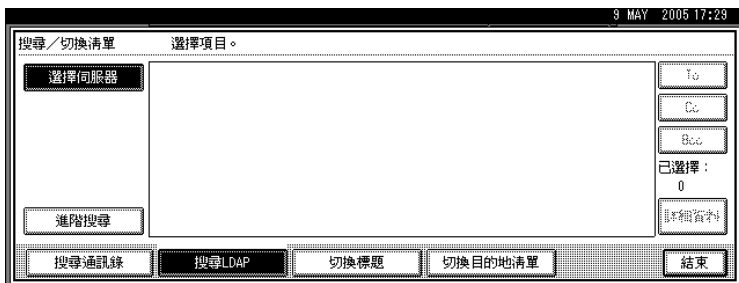 9 MAY 2005 17:29
搜尋／切換清單 選擇項目。
選擇伺服器
To
Cc
Bcc
已選擇：
0
進階搜尋
詳細資料
搜尋通訊錄 搜尋LDAP 切換標題 切換目的地清單 結束